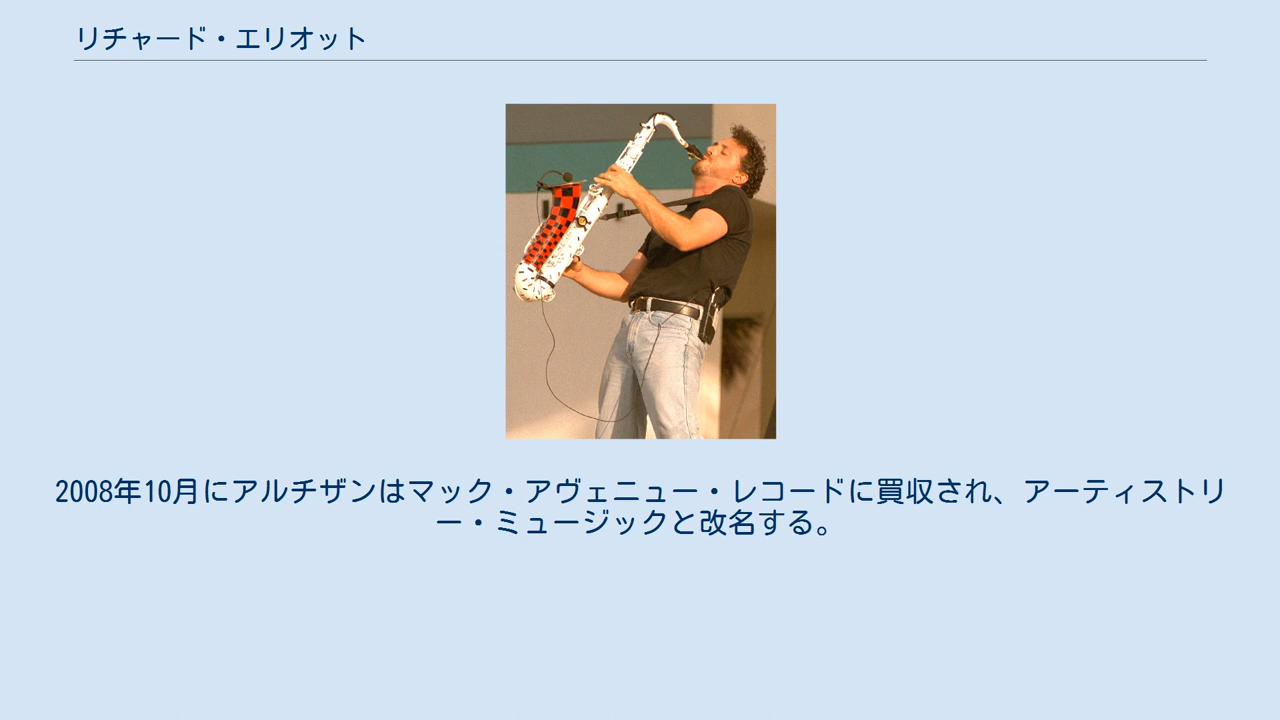 リチャード・エリオット
2008年10月にアルチザンはマック・アヴェニュー・レコードに買収され、アーティストリ
ー・ミュージックと改名する。